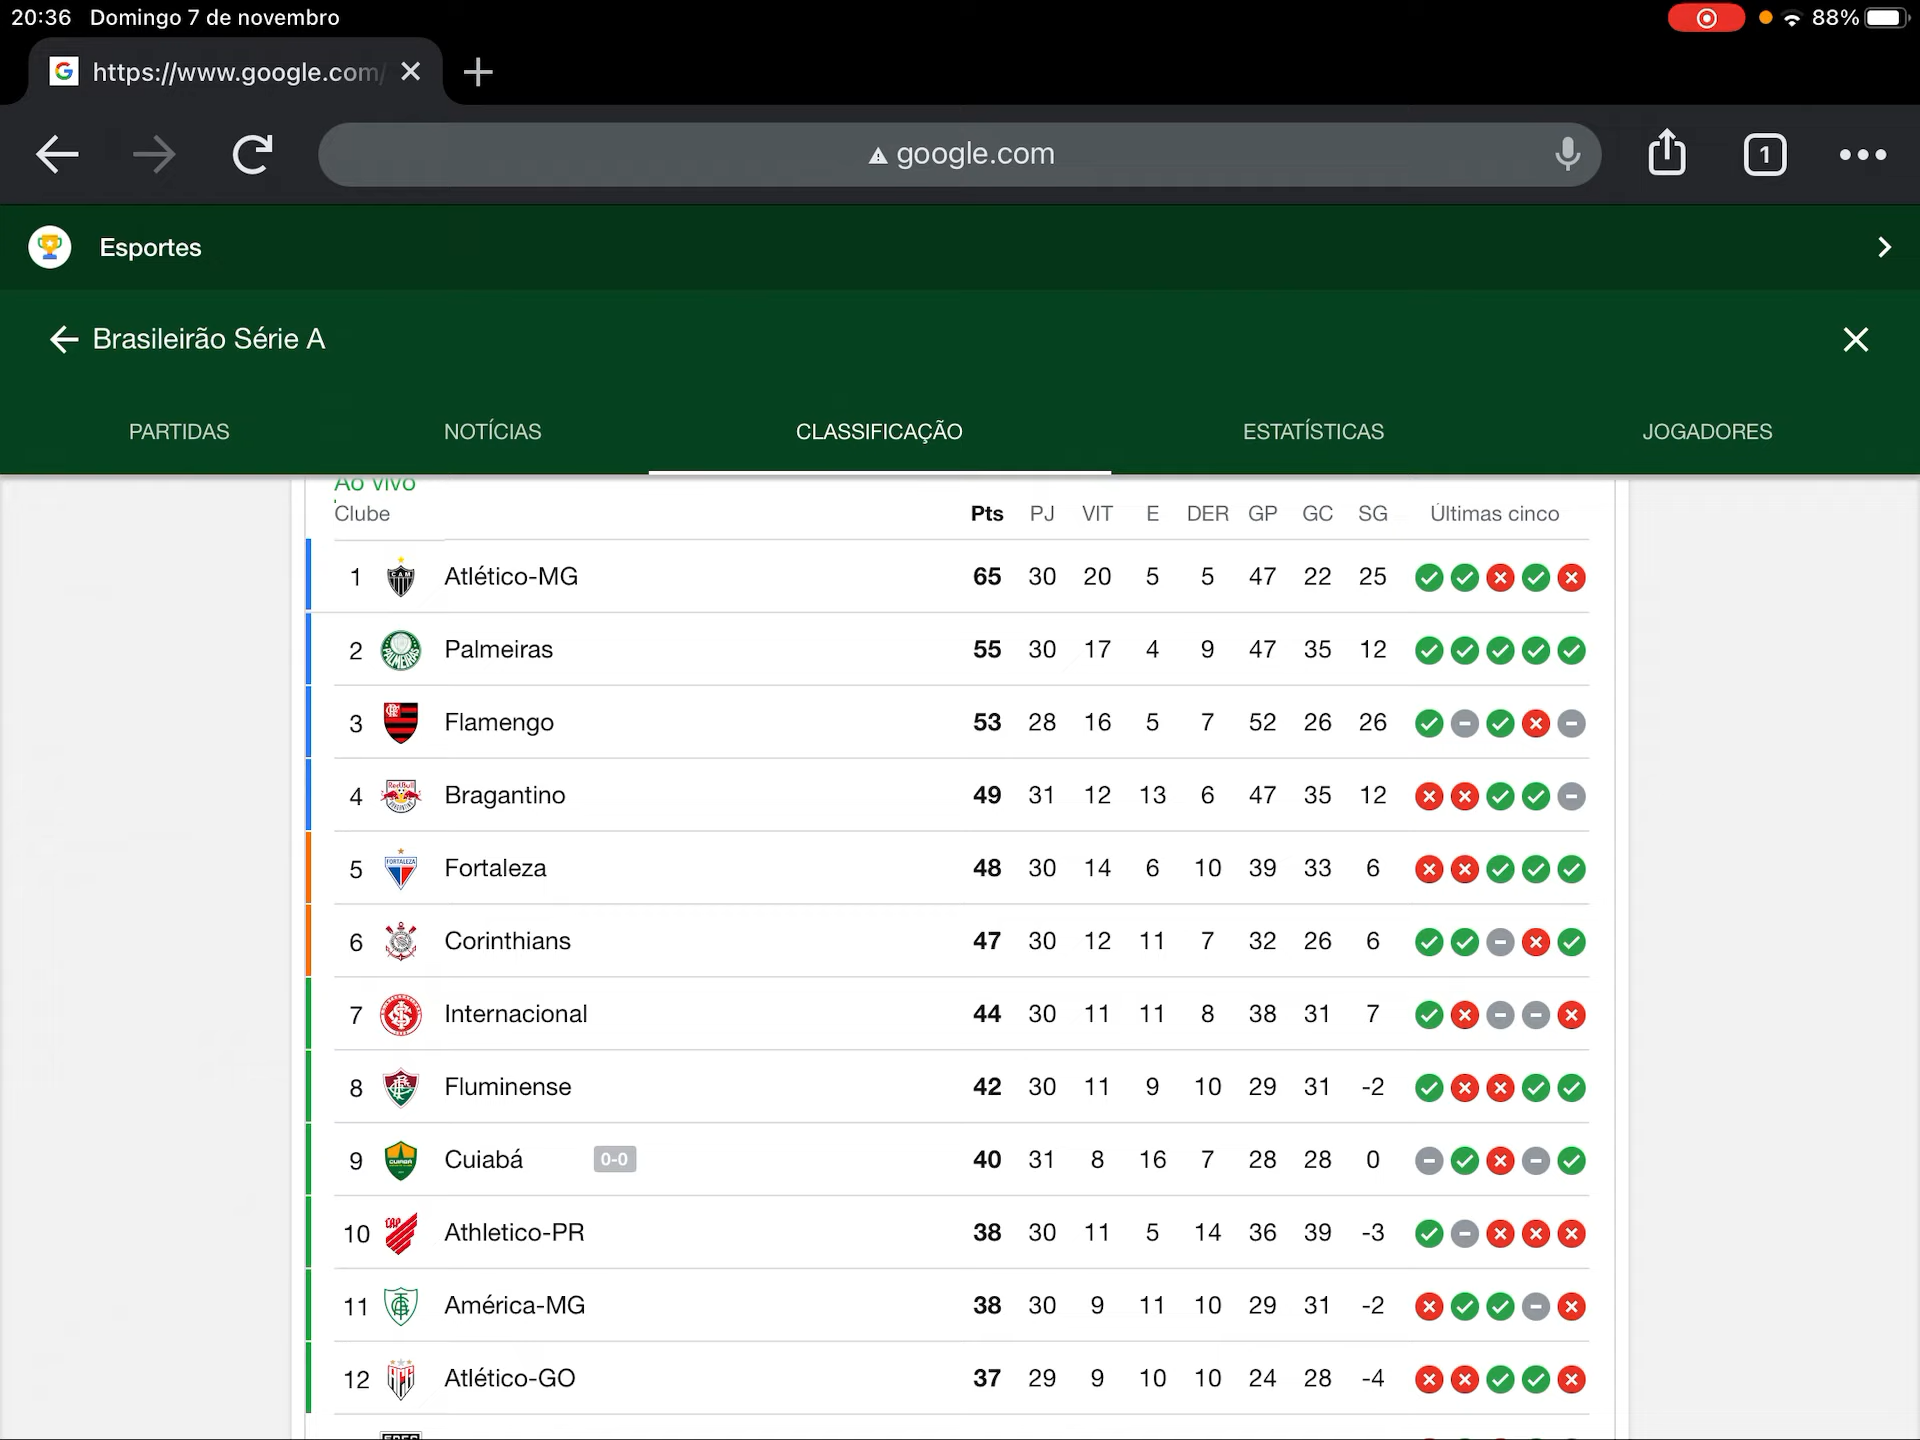 20:36 Domingo 7 de novembro 88%
https://www.google.com/
google.com 1
Esportes
Brasileirão Série A
PARTIDAS NOTÍCIAS CLASSIFICAÇÃO ESTATÍSTICAS JOGADORES
Ao vivo
Clube Pts PJ VIT E DER GP GC SG Últimas cinco
1 Atlético-MG 65 30 20 5 5 47 22 25
2 Palmeiras 55 30 17 4 9 47 35 12
3 Flamengo 53 28 16 5 7 52 26 26
4 Bragantino 49 31 12 13 6 47 35 12
5 Fortaleza 48 30 14 6 10 39 33 6
6 Corinthians 47 30 12 11 7 32 26 6
7 Internacional 44 30 11 11 8 38 31 7
8 Fluminense 42 30 11 9 10 29 31 -2
9 Cuiabá 0-0 40 31 8 16 7 28 28 0
10 Athletico-PR 38 30 11 5 14 36 39 -3
11 América-MG 38 30 9 11 10 29 31 -2
12 Atlético-GO 37 29 9 10 10 24 28 -4